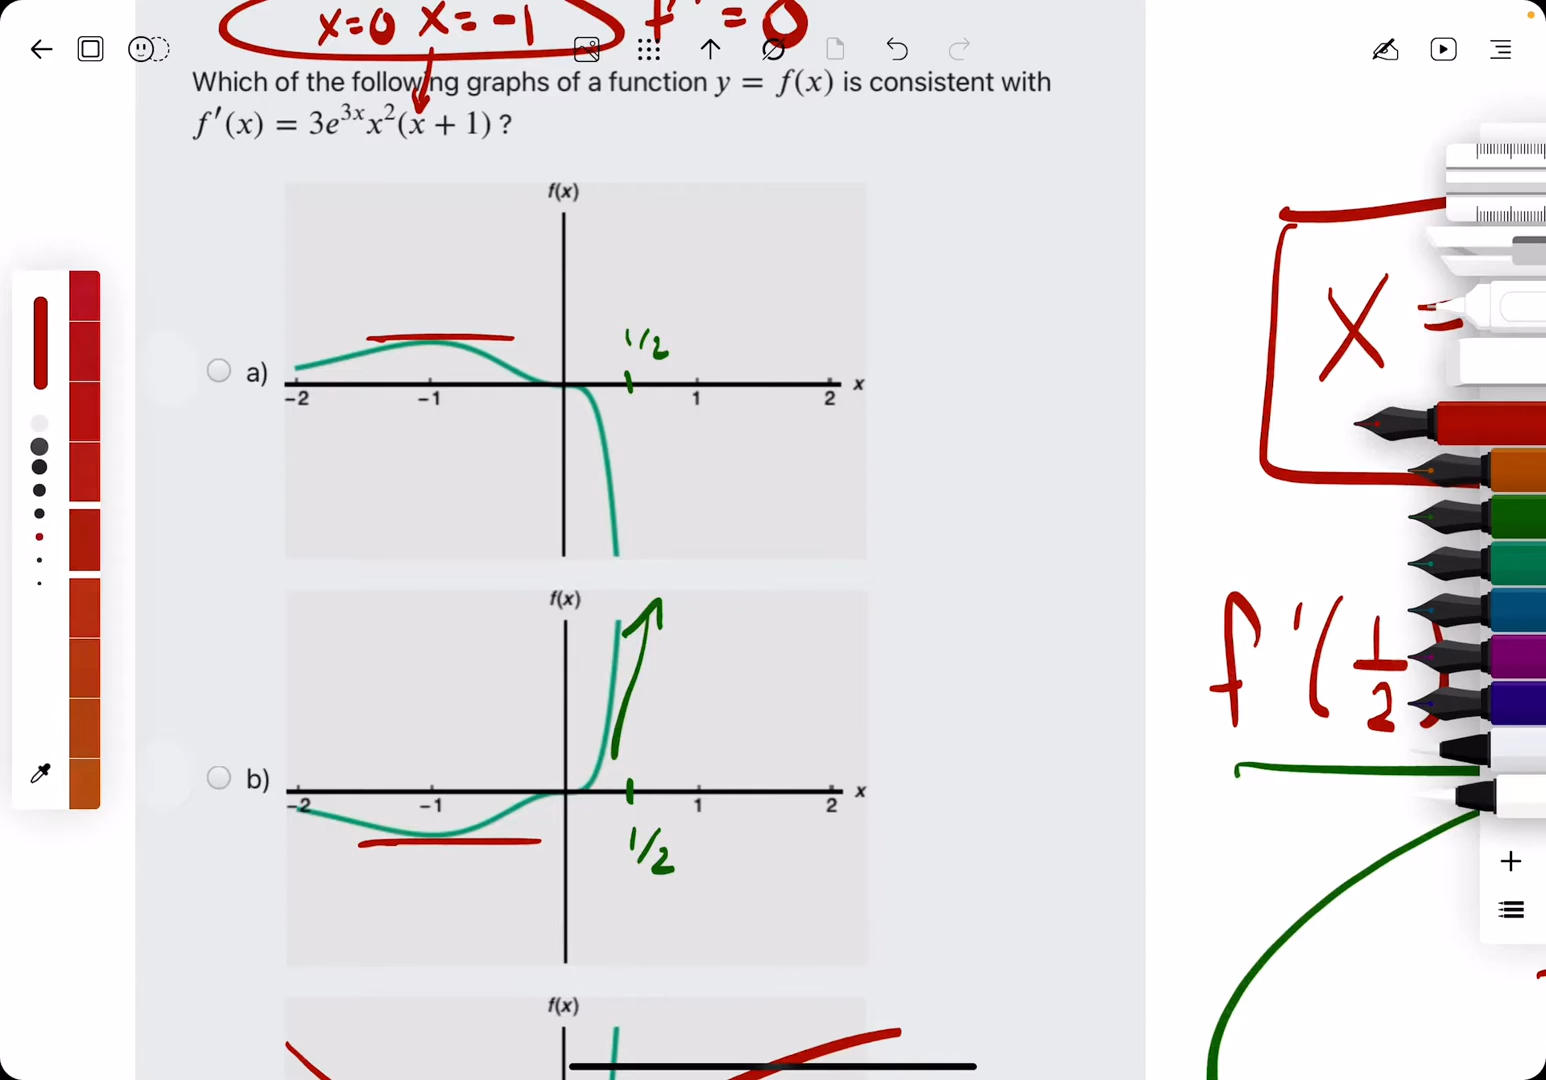 x=0 x=-1 f'=0
Which of the following graphs of a function y = f(x) is consistent with
f'(x) = 3e^{3x}x^2(x + 1) ?
f(x)
1/2
a)
-2 -1 1 2 x
f(x)
b)
-2 -1 1 2 x
1/2
f(x)
X =
f'(1/2)